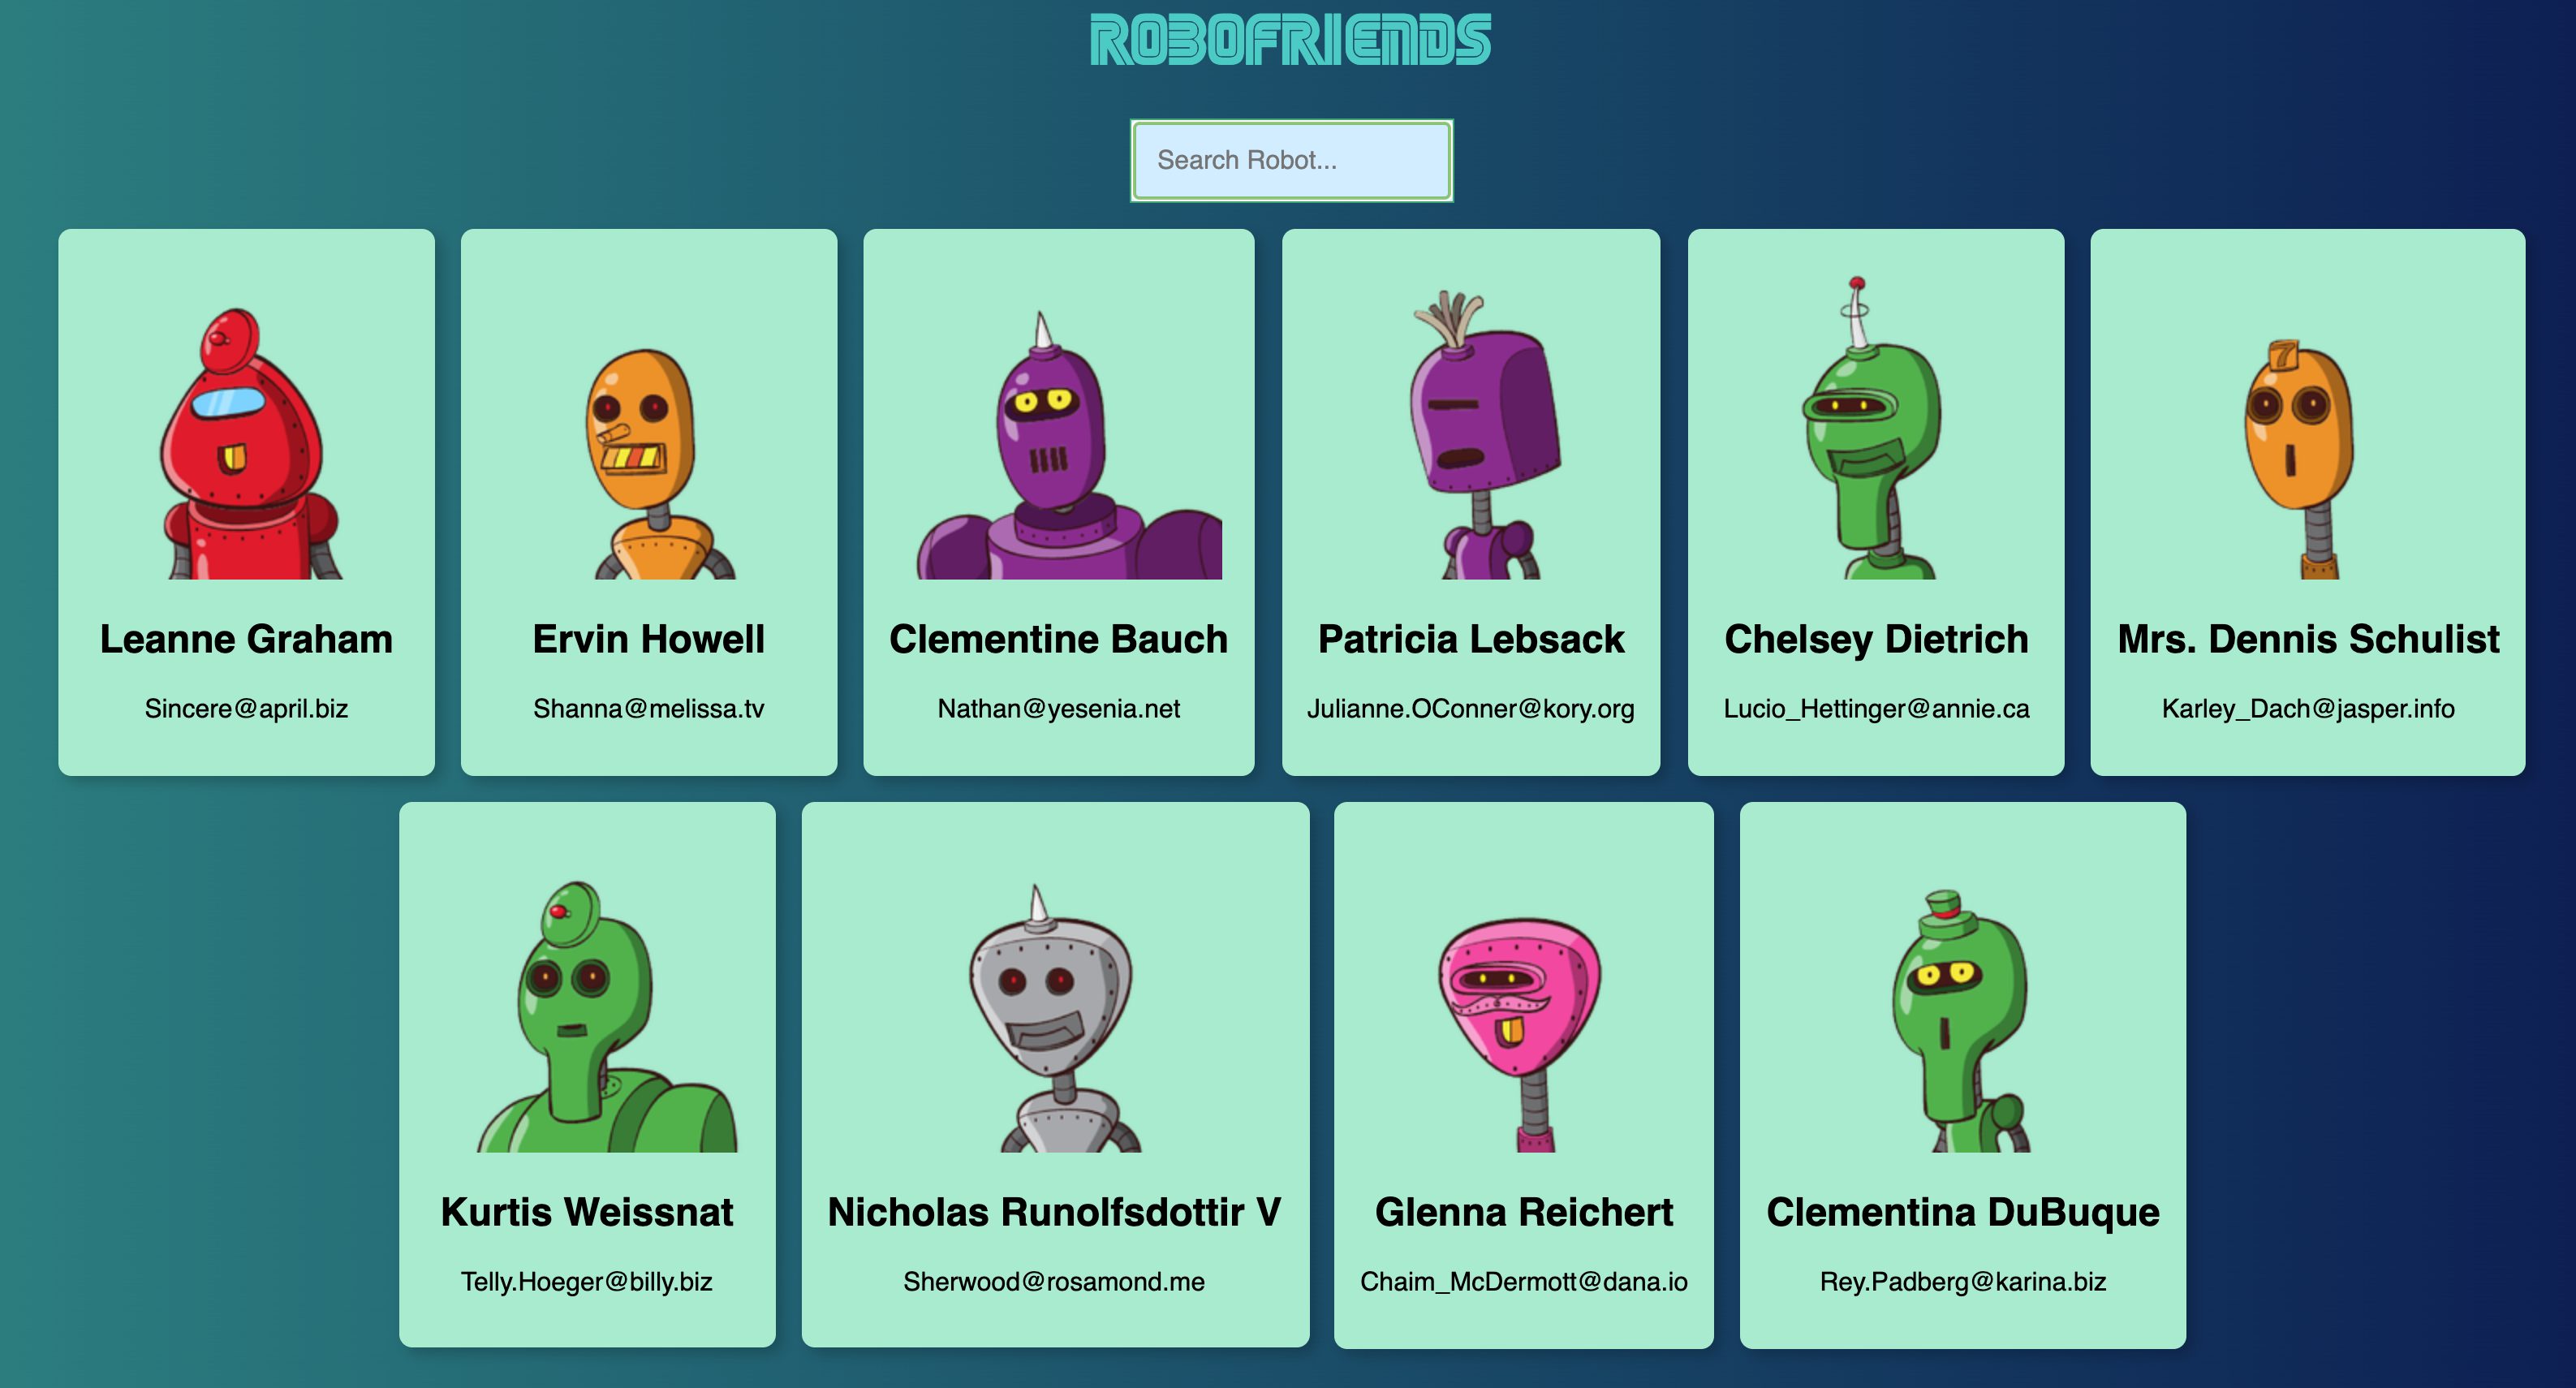 ROBOFRIENDS
Search Robot...
7
Leanne Graham
Sincere@april.biz
Ervin Howell
Shanna@melissa.tv
Clementine Bauch
Nathan@yesenia.net
Patricia Lebsack
Julianne.OConner@kory.org
Chelsey Dietrich
Lucio_Hettinger@annie.ca
Mrs. Dennis Schulist
Karley_Dach@jasper.info
Kurtis Weissnat
Telly.Hoeger@billy.biz
Nicholas Runolfsdottir V
Sherwood@rosamond.me
Glenna Reichert
Chaim_McDermott@dana.io
Clementina DuBuque
Rey.Padberg@karina.biz